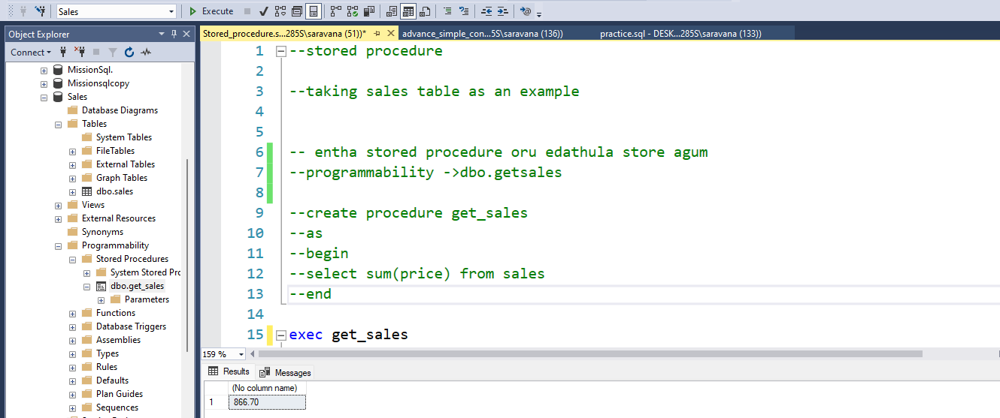 Sales
Execute
Object Explorer
Connect
MissionSql.
Missionsqlcopy
Sales
Database Diagrams
Tables
System Tables
FileTables
External Tables
Graph Tables
dbo.sales
Views
External Resources
Synonyms
Programmability
Stored Procedures
System Stored Pro
dbo.get_sales
Parameters
Functions
Database Triggers
Assemblies
Types
Rules
Defaults
Plan Guides
Sequences
Stored_procedure.s...285S\saravana (51))*
advance_simple_con...5S\saravana (136))
practice.sql - DESK...285S\saravana (133))
1 --stored procedure
2
3 --taking sales table as an example
4
5
6 -- entha stored procedure oru edathula store agum
7 --programmability ->dbo.getsales
8
9 --create procedure get_sales
10 --as
11 --begin
12 --select sum(price) from sales
13 --end
14
15 exec get_sales
159 %
Results Messages
(No column name)
1 866.70